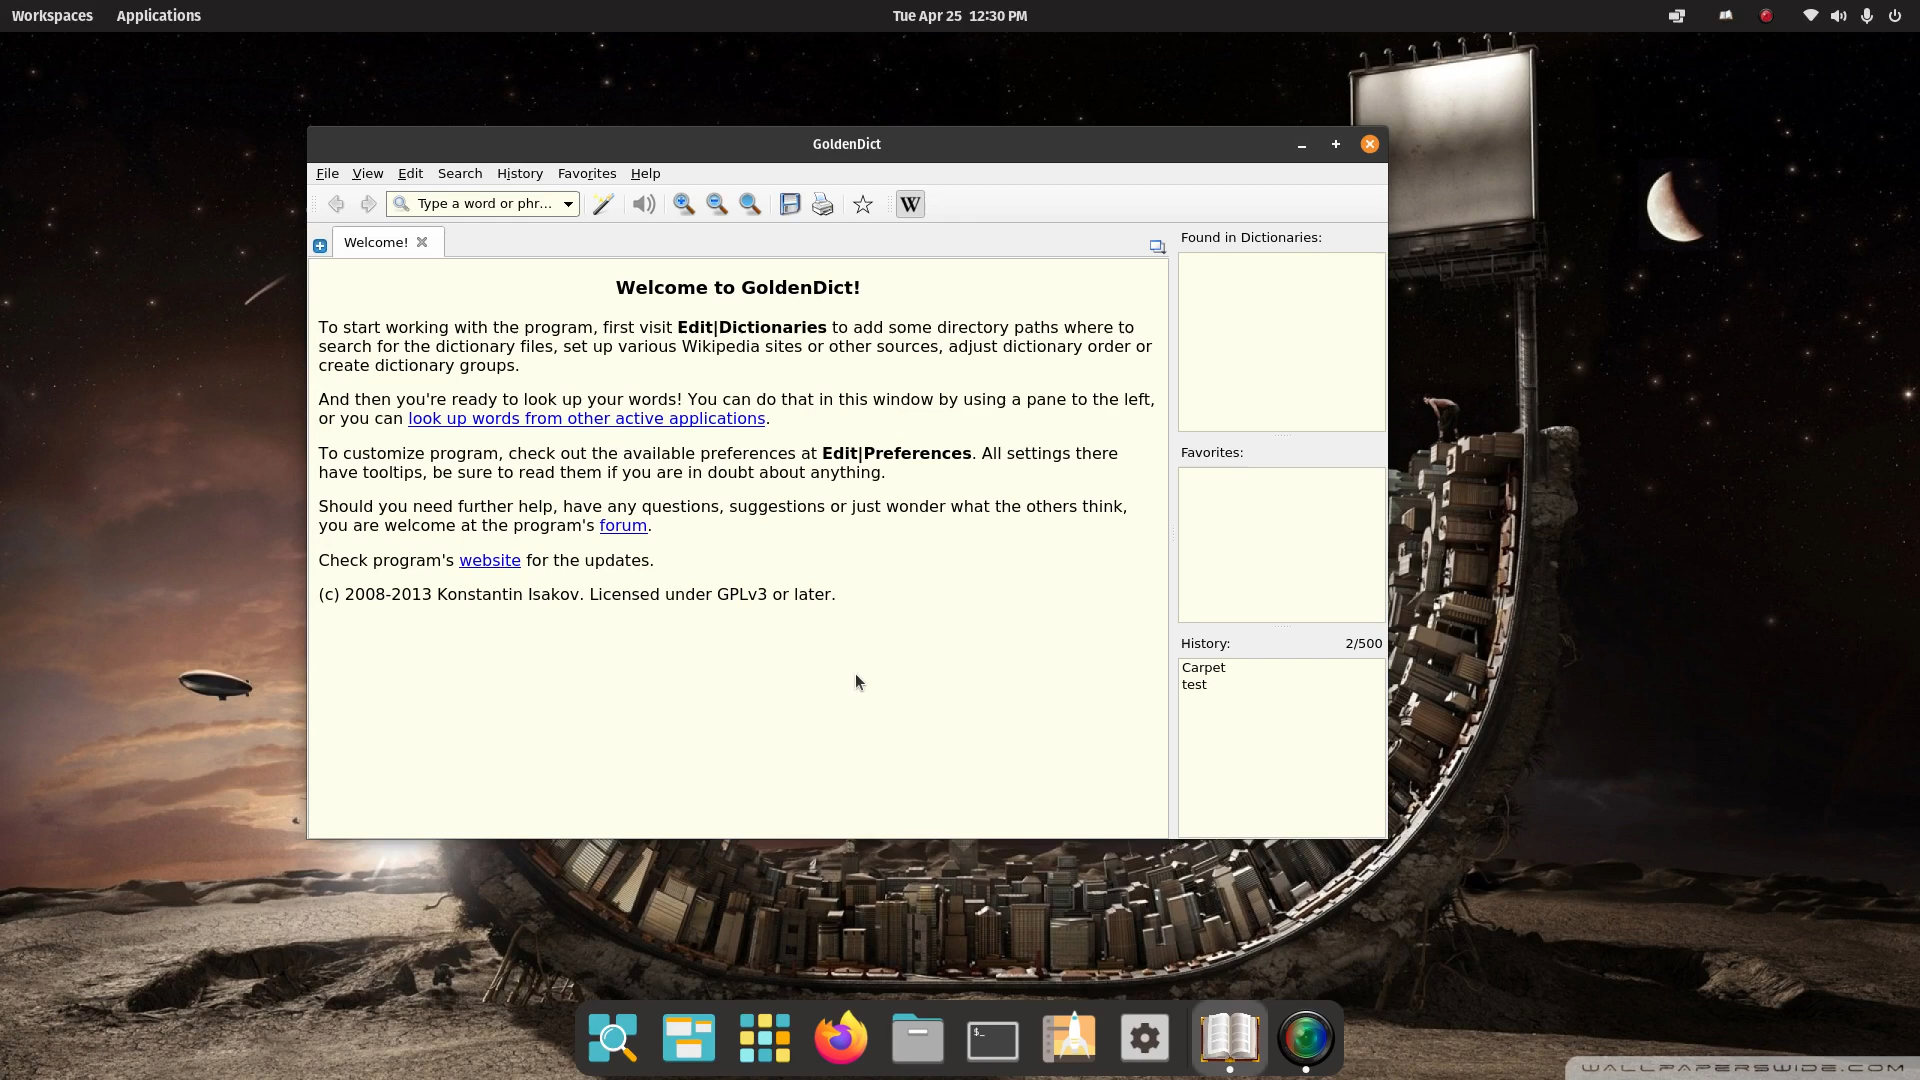 Workspaces Applications Tue Apr 25 12:30 PM
GoldenDict
File View Edit Search History Favorites Help
Type a word or phr... W
Welcome!
Welcome to GoldenDict!
To start working with the program, first visit Edit|Dictionaries to add some directory paths where to
search for the dictionary files, set up various Wikipedia sites or other sources, adjust dictionary order or
create dictionary groups.
And then you're ready to look up your words! You can do that in this window by using a pane to the left,
or you can look up words from other active applications.
To customize program, check out the available preferences at Edit|Preferences. All settings there
have tooltips, be sure to read them if you are in doubt about anything.
Should you need further help, have any questions, suggestions or just wonder what the others think,
you are welcome at the program's forum.
Check program's website for the updates.
(c) 2008-2013 Konstantin Isakov. Licensed under GPLv3 or later.
Found in Dictionaries:
Favorites:
History: 2/500
Carpet
test
$_
WALLPAPERSWIDE.COM